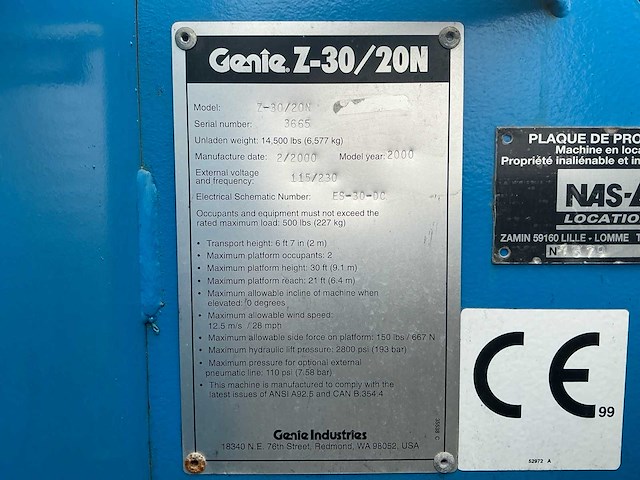 Genie Z-30/20N
Model: Z-30/20N
Serial number: 3665
Unladen weight: 14,500 lbs (6,577 kg)
Manufacture date: 2/2000 Model year: 2000
External voltage
and frequency: 115/230
Electrical Schematic Number: ES-30-DC
Occupants and equipment must not exceed the
rated maximum load: 500 lbs (227 kg)
• Transport height: 6 ft 7 in (2 m)
• Maximum platform occupants: 2
• Maximum platform height: 30 ft (9.1 m)
• Maximum platform reach: 21 ft (6.4 m)
• Maximum allowable incline of machine when
elevated: 0 degrees
• Maximum allowable wind speed:
12.5 m/s / 28 mph
• Maximum allowable side force on platform: 150 lbs / 667 N
• Maximum hydraulic lift pressure: 2800 psi (193 bar)
• Maximum pressure for optional external
pneumatic line: 110 psi (7.58 bar)
• This machine is manufactured to comply with the
latest issues of ANSI A92.5 and CAN B.354.4
Genie Industries
18340 N.E. 76th Street, Redmond, WA 98052, USA
PLAQUE DE PRO
Machine en loca
Propriété inaliénable et in
NAS-
LOCATIO
ZAMIN 59160 LILLE - LOMME T
N°
CE 99
52972 A